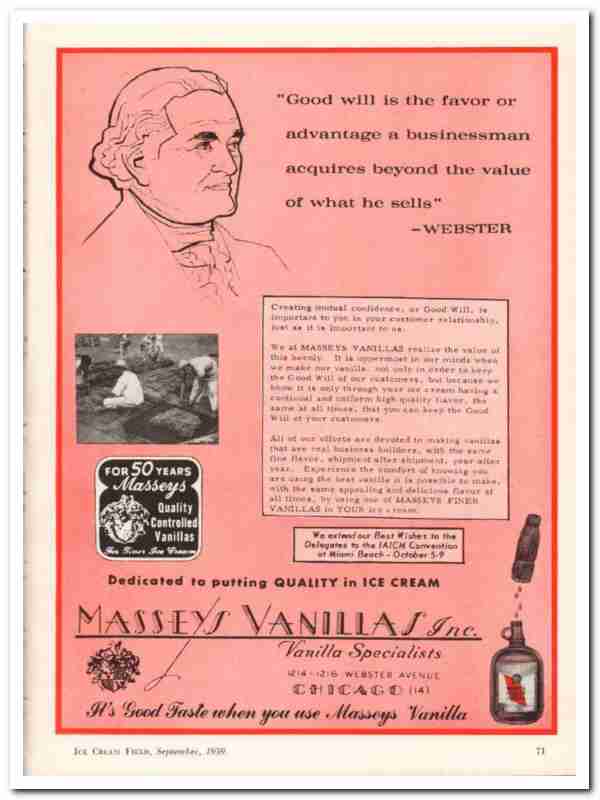 "Good will is the favor or
advantage a businessman
acquires beyond the value
of what he sells"
—WEBSTER
Creating mutual confidence, or Good Will, is
important to you in your customer relationship,
just as it is important to us.
We at MASSEYS VANILLAS realize the value of
this keenly. It is uppermost in our minds when
we make our vanilla, not only in order to keep
the Good Will of our customers, but because we
know it is only through your ice cream having a
continual and uniform high quality flavor, the
same at all times, that you can keep the Good
Will of your customers.
All of our efforts are devoted to making vanillas
that are real business builders, with the same
fine flavor, shipment after shipment, year after
year. Experience the comfort of knowing you
are using the best vanilla it is possible to make,
with the same appealing and delicious flavor at
all times, by using one of MASSEYS FINER
VANILLAS in YOUR ice cream.
FOR 50 YEARS
Masseys
Quality
Controlled
Vanillas
For Finer Ice Cream
We extend our Best Wishes to the
Delegates to the IAICM Convention
at Miami Beach - October 5-9
Dedicated to putting QUALITY in ICE CREAM
MASSEYS VANILLAS Inc.
Vanilla Specialists
1214-1216 WEBSTER AVENUE
CHICAGO (14)
It's Good Taste when you use Masseys Vanilla
ICE CREAM FIELD, September, 1959
71